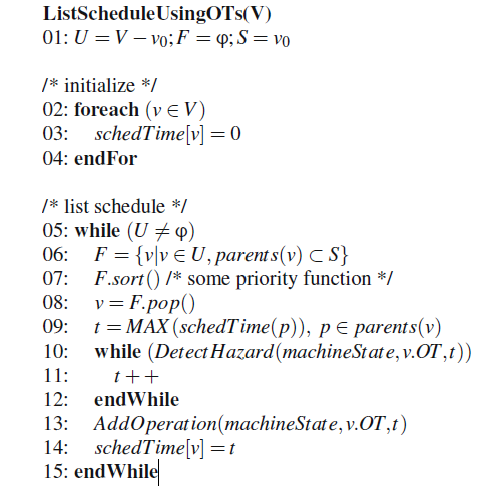 ListScheduleUsingOTs(V)
01: U = V − v₀; F = φ; S = v₀
/* initialize */
02: foreach (v ∈ V)
03: schedTime[v] = 0
04: endFor
/* list schedule */
05: while (U ≠ φ)
06: F = {v|v ∈ U, parents(v) ⊂ S}
07: F.sort() /* some priority function */
08: v = F.pop()
09: t = MAX(schedTime(p)), p ∈ parents(v)
10: while (DetectHazard(machineState,v.OT,t))
11: t++
12: endWhile
13: AddOperation(machineState,v.OT,t)
14: schedTime[v] = t
15: endWhile